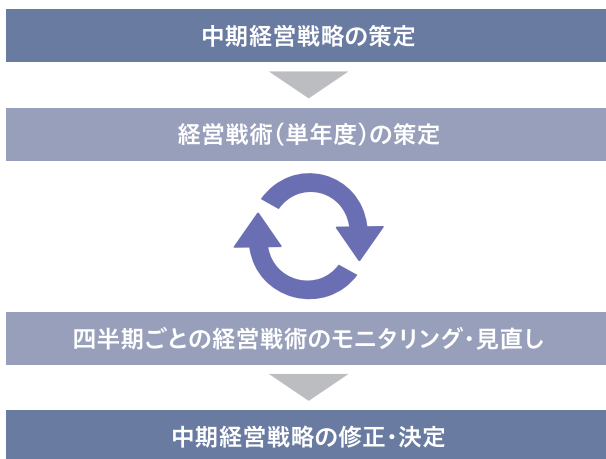 中期経営戦略の策定
経営戦術（単年度）の策定
四半期ごとの経営戦術のモニタリング・見直し
中期経営戦略の修正・決定